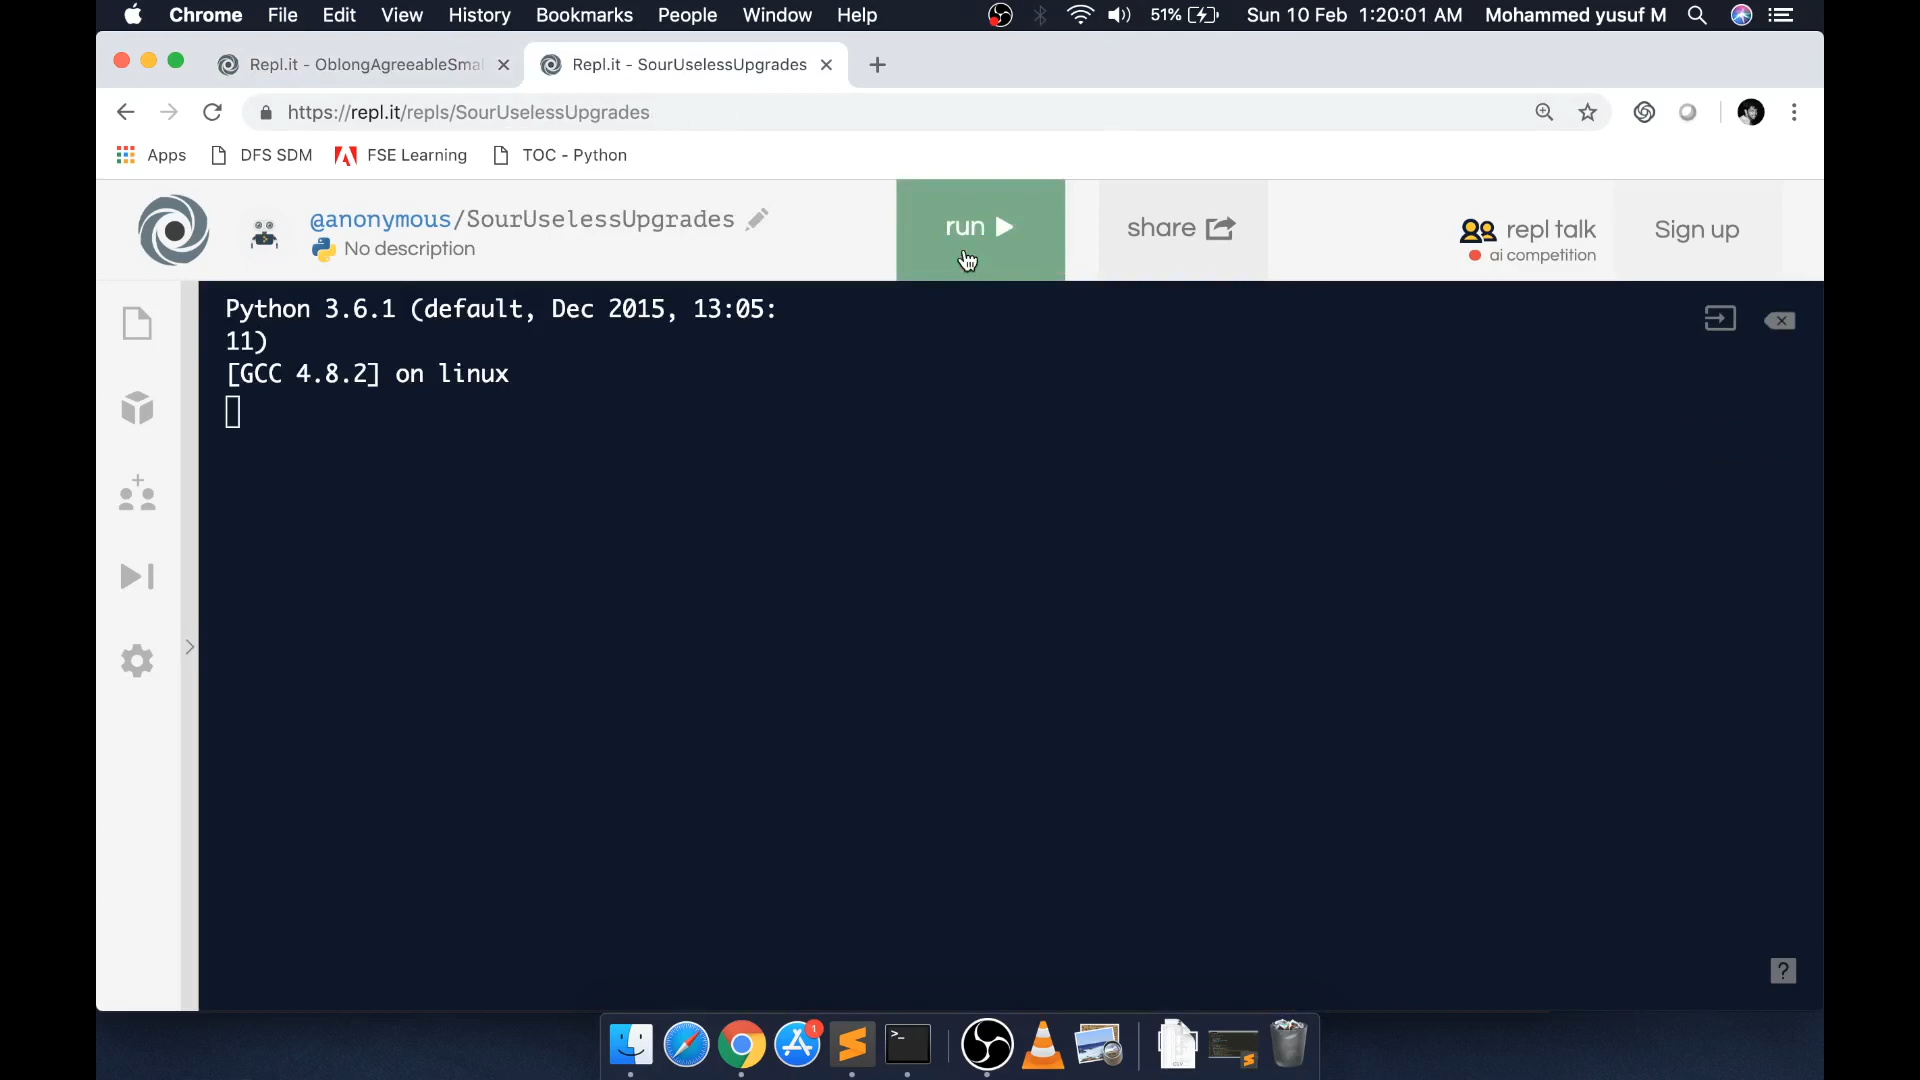 Chrome File Edit View History Bookmarks People Window Help 51% Sun 10 Feb 1:20:01 AM Mohammed yusuf M
Repl.it - OblongAgreeableSmal Repl.it - SourUselessUpgrades
https://repl.it/repls/SourUselessUpgrades
Apps DFS SDM FSE Learning TOC - Python
@anonymous/SourUselessUpgrades
No description
run
share
repl talk
ai competition
Sign up
Python 3.6.1 (default, Dec 2015, 13:05:
11)
[GCC 4.8.2] on linux
?
1
>_